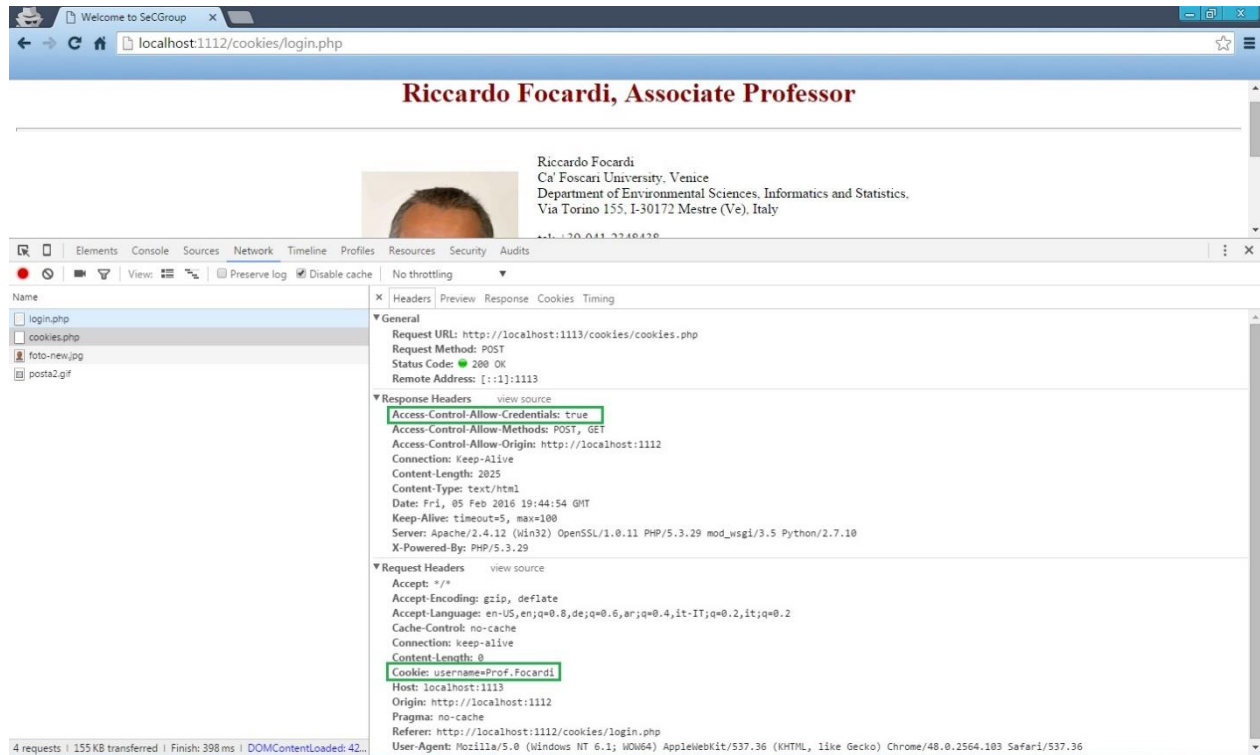 Welcome to SeCGroup
localhost:1112/cookies/login.php
Riccardo Focardi, Associate Professor
Riccardo Focardi
Ca' Foscari University, Venice
Department of Environmental Sciences, Informatics and Statistics,
Via Torino 155, I-30172 Mestre (Ve), Italy
Elements Console Sources Network Timeline Profiles Resources Security Audits
View: Preserve log Disable cache No throttling
Name
Headers Preview Response Cookies Timing
login.php
cookies.php
foto-new.jpg
posta2.gif
General
Request URL: http://localhost:1113/cookies/cookies.php
Request Method: POST
Status Code: 200 OK
Remote Address: [::1]:1113
Response Headers view source
Access-Control-Allow-Credentials: true
Access-Control-Allow-Methods: POST, GET
Access-Control-Allow-Origin: http://localhost:1112
Connection: Keep-Alive
Content-Length: 2025
Content-Type: text/html
Date: Fri, 05 Feb 2016 19:44:54 GMT
Keep-Alive: timeout=5, max=100
Server: Apache/2.4.12 (Win32) OpenSSL/1.0.1l PHP/5.3.29 mod_wsgi/3.5 Python/2.7.10
X-Powered-By: PHP/5.3.29
Request Headers view source
Accept: */*
Accept-Encoding: gzip, deflate
Accept-Language: en-US,en;q=0.8,de;q=0.6,ar;q=0.4,it-IT;q=0.2,it;q=0.2
Cache-Control: no-cache
Connection: keep-alive
Content-Length: 0
Cookie: username=Prof.Focardi
Host: localhost:1113
Origin: http://localhost:1112
Pragma: no-cache
Referer: http://localhost:1112/cookies/login.php
User-Agent: Mozilla/5.0 (Windows NT 6.1; WOW64) AppleWebKit/537.36 (KHTML, like Gecko) Chrome/48.0.2564.103 Safari/537.36
4 requests | 155 KB transferred | Finish: 398 ms | DOMContentLoaded: 42...